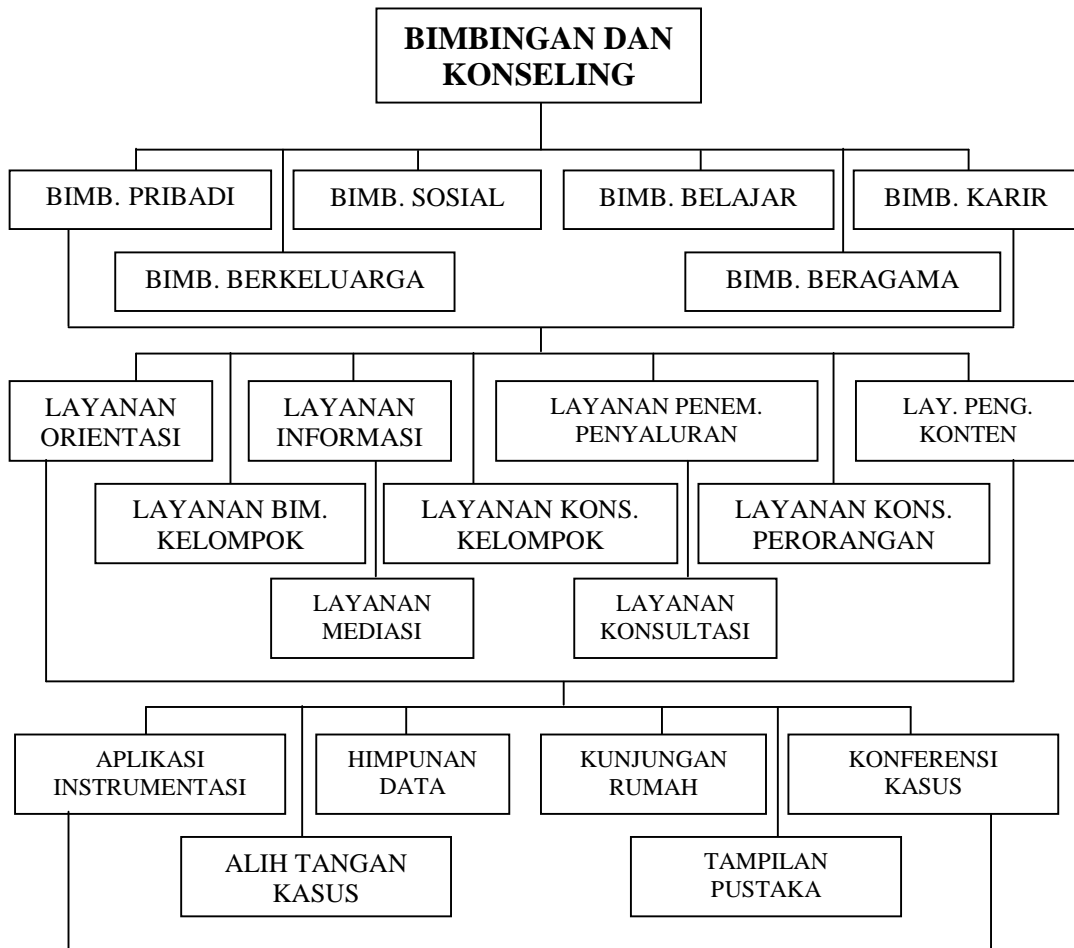 BIMBINGAN DAN
KONSELING
BIMB. PRIBADI
BIMB. SOSIAL
BIMB. BELAJAR
BIMB. KARIR
BIMB. BERKELUARGA
BIMB. BERAGAMA
LAYANAN
ORIENTASI
LAYANAN
INFORMASI
LAYANAN PENEM.
PENYALURAN
LAY. PENG.
KONTEN
LAYANAN BIM.
KELOMPOK
LAYANAN KONS.
KELOMPOK
LAYANAN KONS.
PERORANGAN
LAYANAN
MEDIASI
LAYANAN
KONSULTASI
APLIKASI
INSTRUMENTASI
HIMPUNAN
DATA
KUNJUNGAN
RUMAH
KONFERENSI
KASUS
ALIH TANGAN
KASUS
TAMPILAN
PUSTAKA